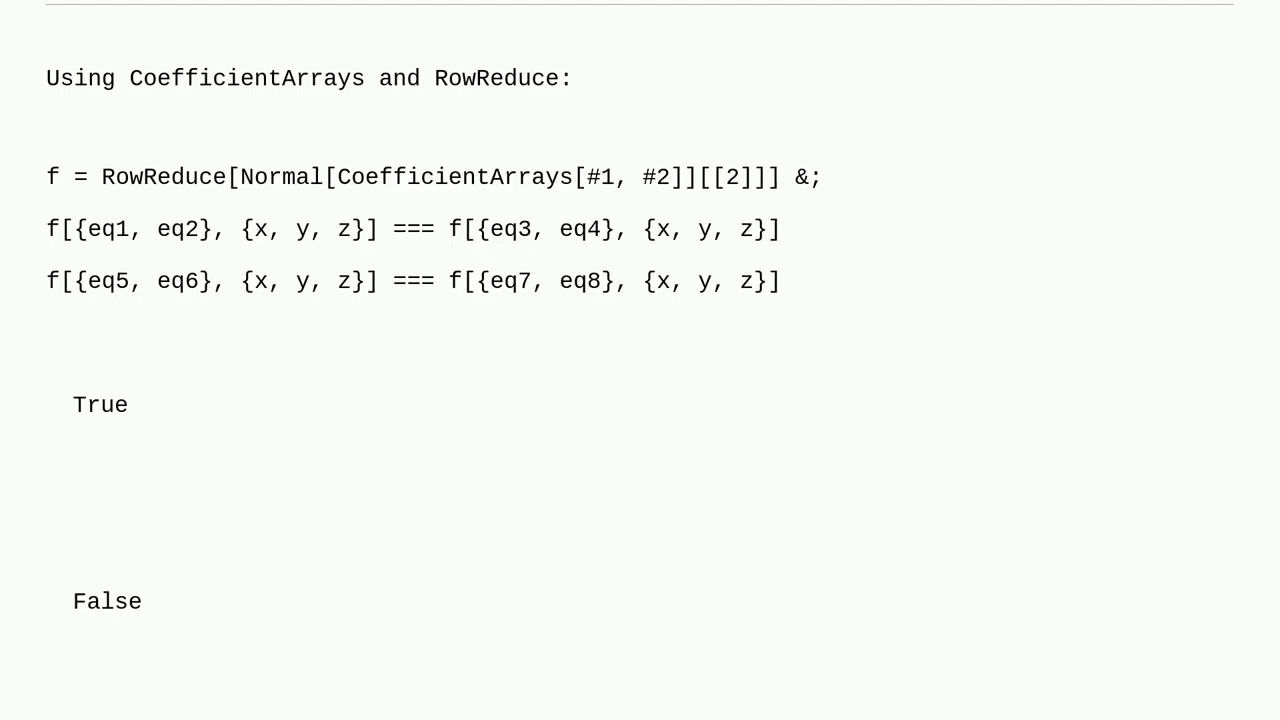 Using CoefficientArrays and RowReduce:
f = RowReduce[Normal[CoefficientArrays[#1, #2]][[2]]] &;
f[{eq1, eq2}, {x, y, z}] === f[{eq3, eq4}, {x, y, z}]
f[{eq5, eq6}, {x, y, z}] === f[{eq7, eq8}, {x, y, z}]
True
False